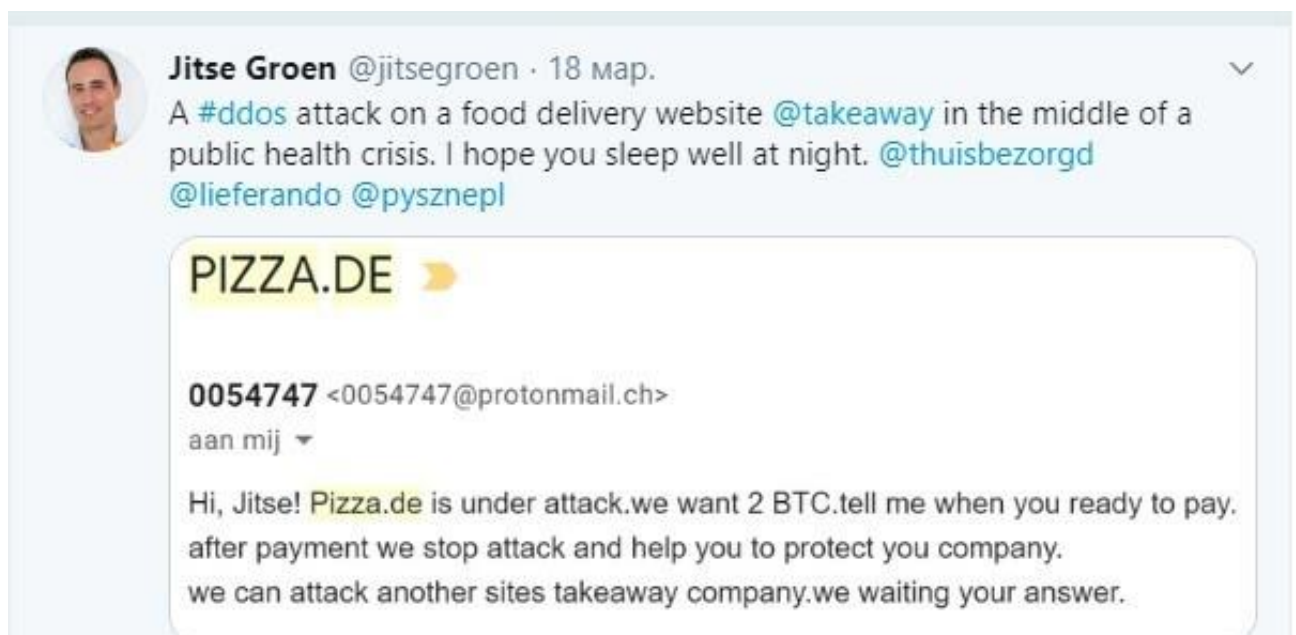 Jitse Groen @jitsegroen · 18 мар.
A #ddos attack on a food delivery website @takeaway in the middle of a
public health crisis. I hope you sleep well at night. @thuisbezorgd
@lieferando @pysznepl
PIZZA.DE
0054747 <0054747@protonmail.ch>
aan mij
Hi, Jitse! Pizza.de is under attack.we want 2 BTC.tell me when you ready to pay.
after payment we stop attack and help you to protect you company.
we can attack another sites takeaway company.we waiting your answer.